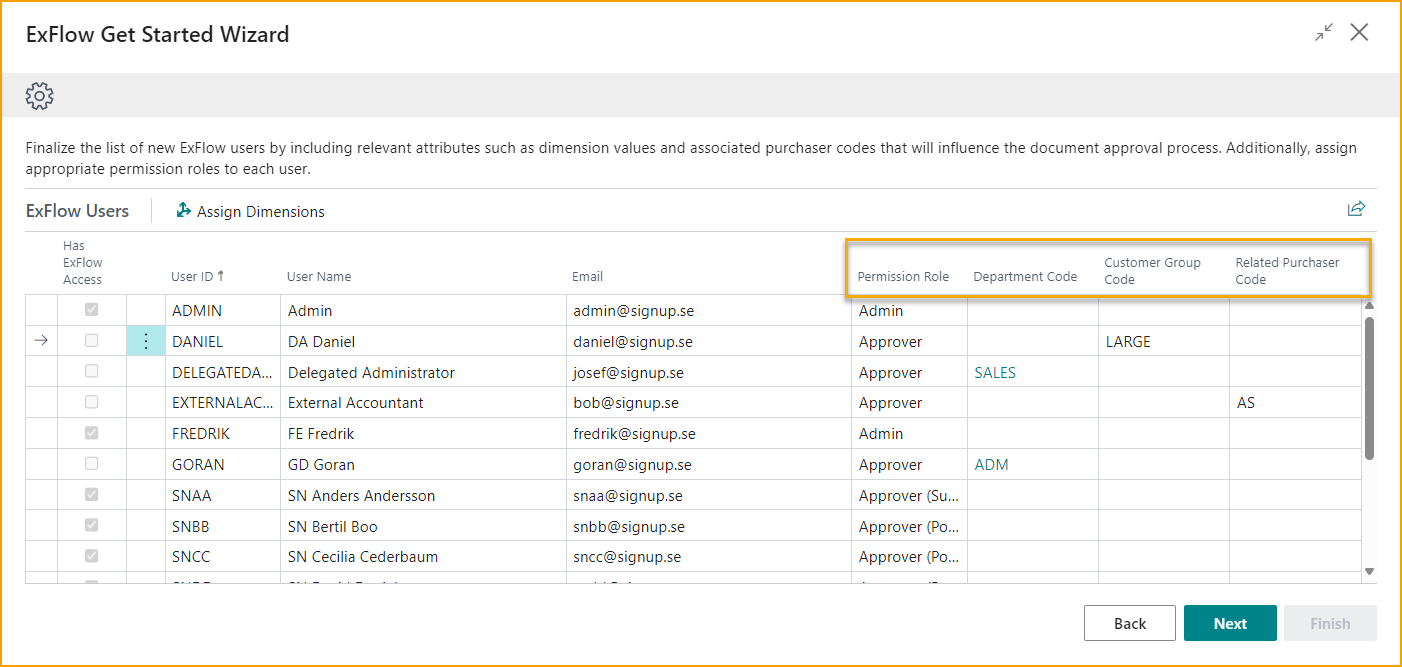 ExFlow Get Started Wizard
Finalize the list of new ExFlow users by including relevant attributes such as dimension values and associated purchaser codes that will influence the document approval process. Additionally, assign
appropriate permission roles to each user.
ExFlow Users Assign Dimensions
Has ExFlow Access User ID ↑ User Name Email Permission Role Department Code Customer Group Code Related Purchaser Code
ADMIN Admin admin@signup.se Admin
DANIEL DA Daniel daniel@signup.se Approver LARGE
DELEGATEDA... Delegated Administrator josef@signup.se Approver SALES
EXTERNALAC... External Accountant bob@signup.se Approver AS
FREDRIK FE Fredrik fredrik@signup.se Admin
GORAN GD Goran goran@signup.se Approver ADM
SNAA SN Anders Andersson snaa@signup.se Approver (Su...
SNBB SN Bertil Boo snbb@signup.se Approver (Po...
SNCC SN Cecilia Cederbaum sncc@signup.se Approver (Po...
Back Next Finish